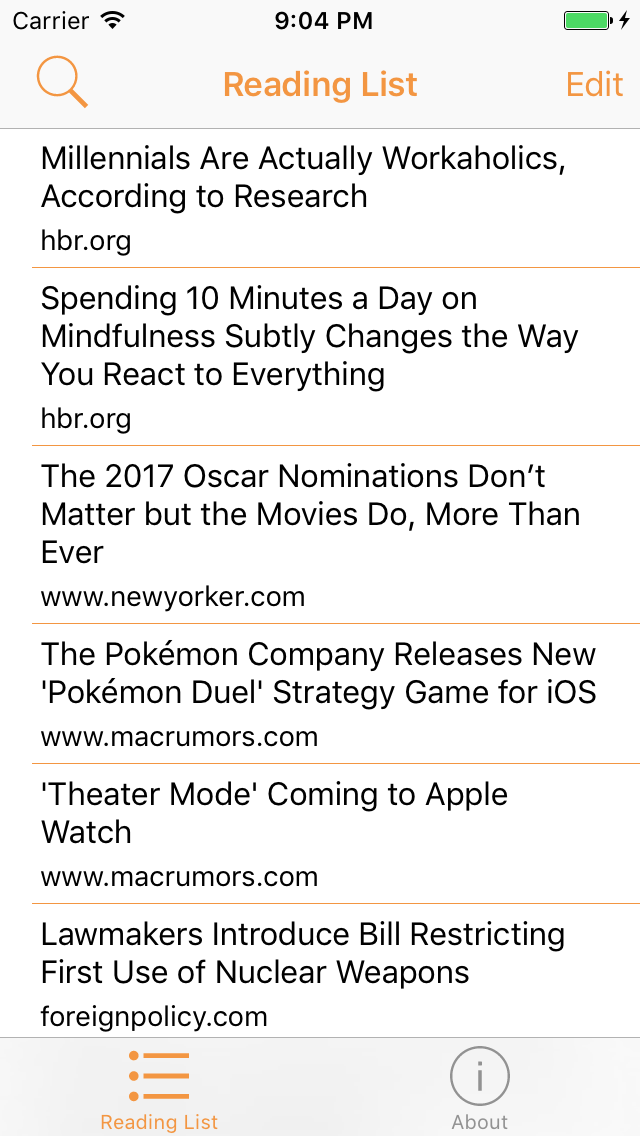 Carrier 9:04 PM
Reading List Edit
Millennials Are Actually Workaholics,
According to Research
hbr.org
Spending 10 Minutes a Day on
Mindfulness Subtly Changes the Way
You React to Everything
hbr.org
The 2017 Oscar Nominations Don’t
Matter but the Movies Do, More Than
Ever
www.newyorker.com
The Pokémon Company Releases New
'Pokémon Duel' Strategy Game for iOS
www.macrumors.com
'Theater Mode' Coming to Apple
Watch
www.macrumors.com
Lawmakers Introduce Bill Restricting
First Use of Nuclear Weapons
foreignpolicy.com
Reading List About